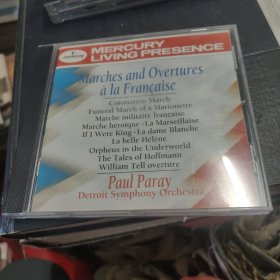 MERCURY
LIVING PRESENCE
Marches and Overtures
à la Française
Coronation March
Funeral March of a Marionette
Marche militaire française
Marche héroïque • La Marseillaise
If I Were King • La dame Blanche
La belle Hélène
Orpheus in the Underworld
The Tales of Hoffmann
William Tell overture
Paul Paray
Detroit Symphony Orchestra